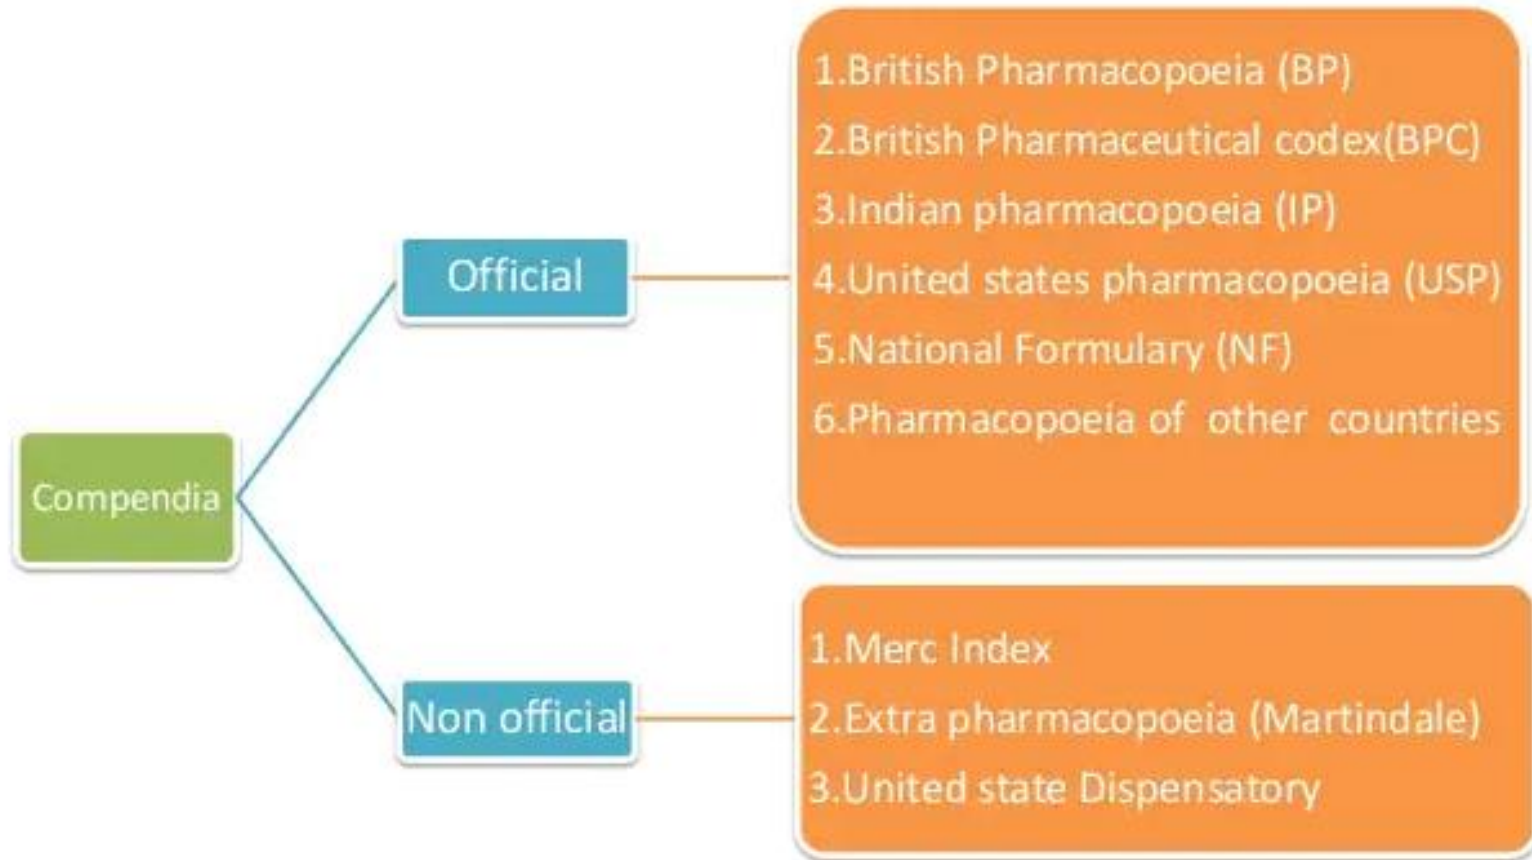 Compendia
Official
1.British Pharmacopoeia (BP)
2.British Pharmaceutical codex(BPC)
3.Indian pharmacopoeia (IP)
4.United states pharmacopoeia (USP)
5.National Formulary (NF)
6.Pharmacopoeia of other countries
Non official
1.Merc Index
2.Extra pharmacopoeia (Martindale)
3.United state Dispensatory